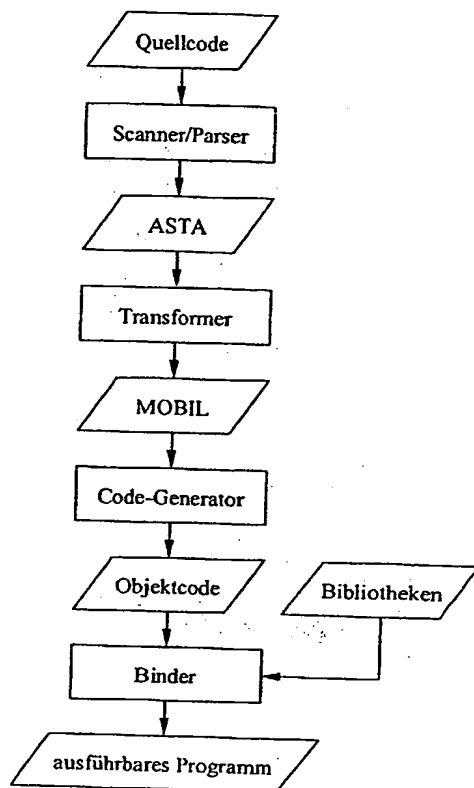 Quellcode
Scanner/Parser
ASTA
Transformer
MOBIL
Code-Generator
Objektcode
Bibliotheken
Binder
ausführbares Programm